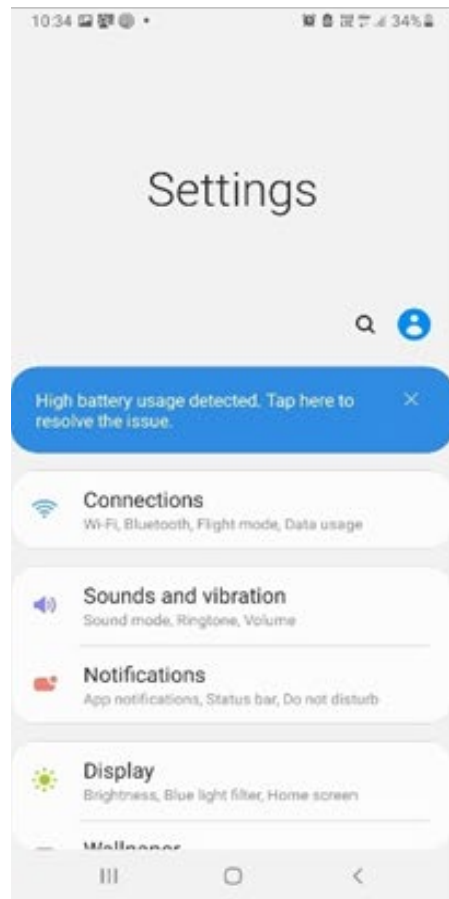 10:34 34%
Settings
High battery usage detected. Tap here to
resolve the issue.
Connections
Wi-Fi, Bluetooth, Flight mode, Data usage
Sounds and vibration
Sound mode, Ringtone, Volume
Notifications
App notifications, Status bar, Do not disturb
Display
Brightness, Blue light filter, Home screen
Wallpaper